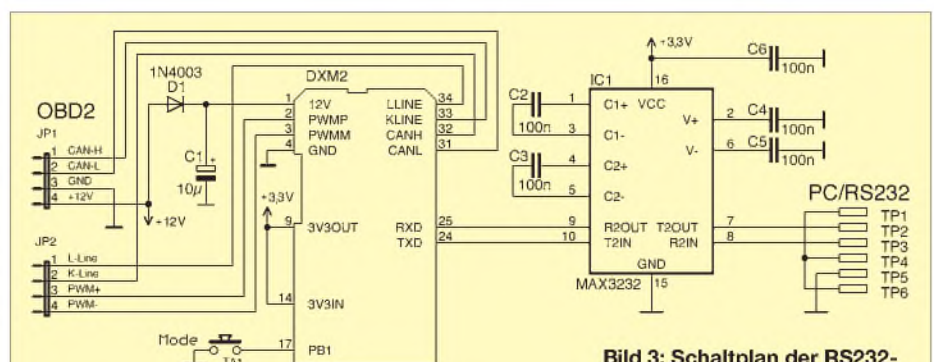 +3,3V
C6
100n
1N4003
D1
DXM2
IC1
16
OBD2
JP1
1 CAN-H
2 CAN-L
3 GND
4 +12V
C1
+
10µ
+12V
1 12V
2 PWMP
3 PWMM
4 GND
LLINE 34
KLINE 33
CANH 32
CANL 31
C2
100n
C3
100n
1 C1+
3 C1-
4 C2+
5 C2-
VCC
V+ 2
V- 6
C4
100n
C5
100n
+3,3V
9 3V3OUT
RXD 25
TXD 24
9 R2OUT
10 T2IN
T2OUT 7
R2IN 8
GND
15
MAX3232
PC/RS232
TP1
TP2
TP3
TP4
TP5
TP6
JP2
1 L-Line
2 K-Line
3 PWM+
4 PWM-
14 3V3IN
Mode
TA1
17 PB1
Bild 3: Schaltplan der RS232-